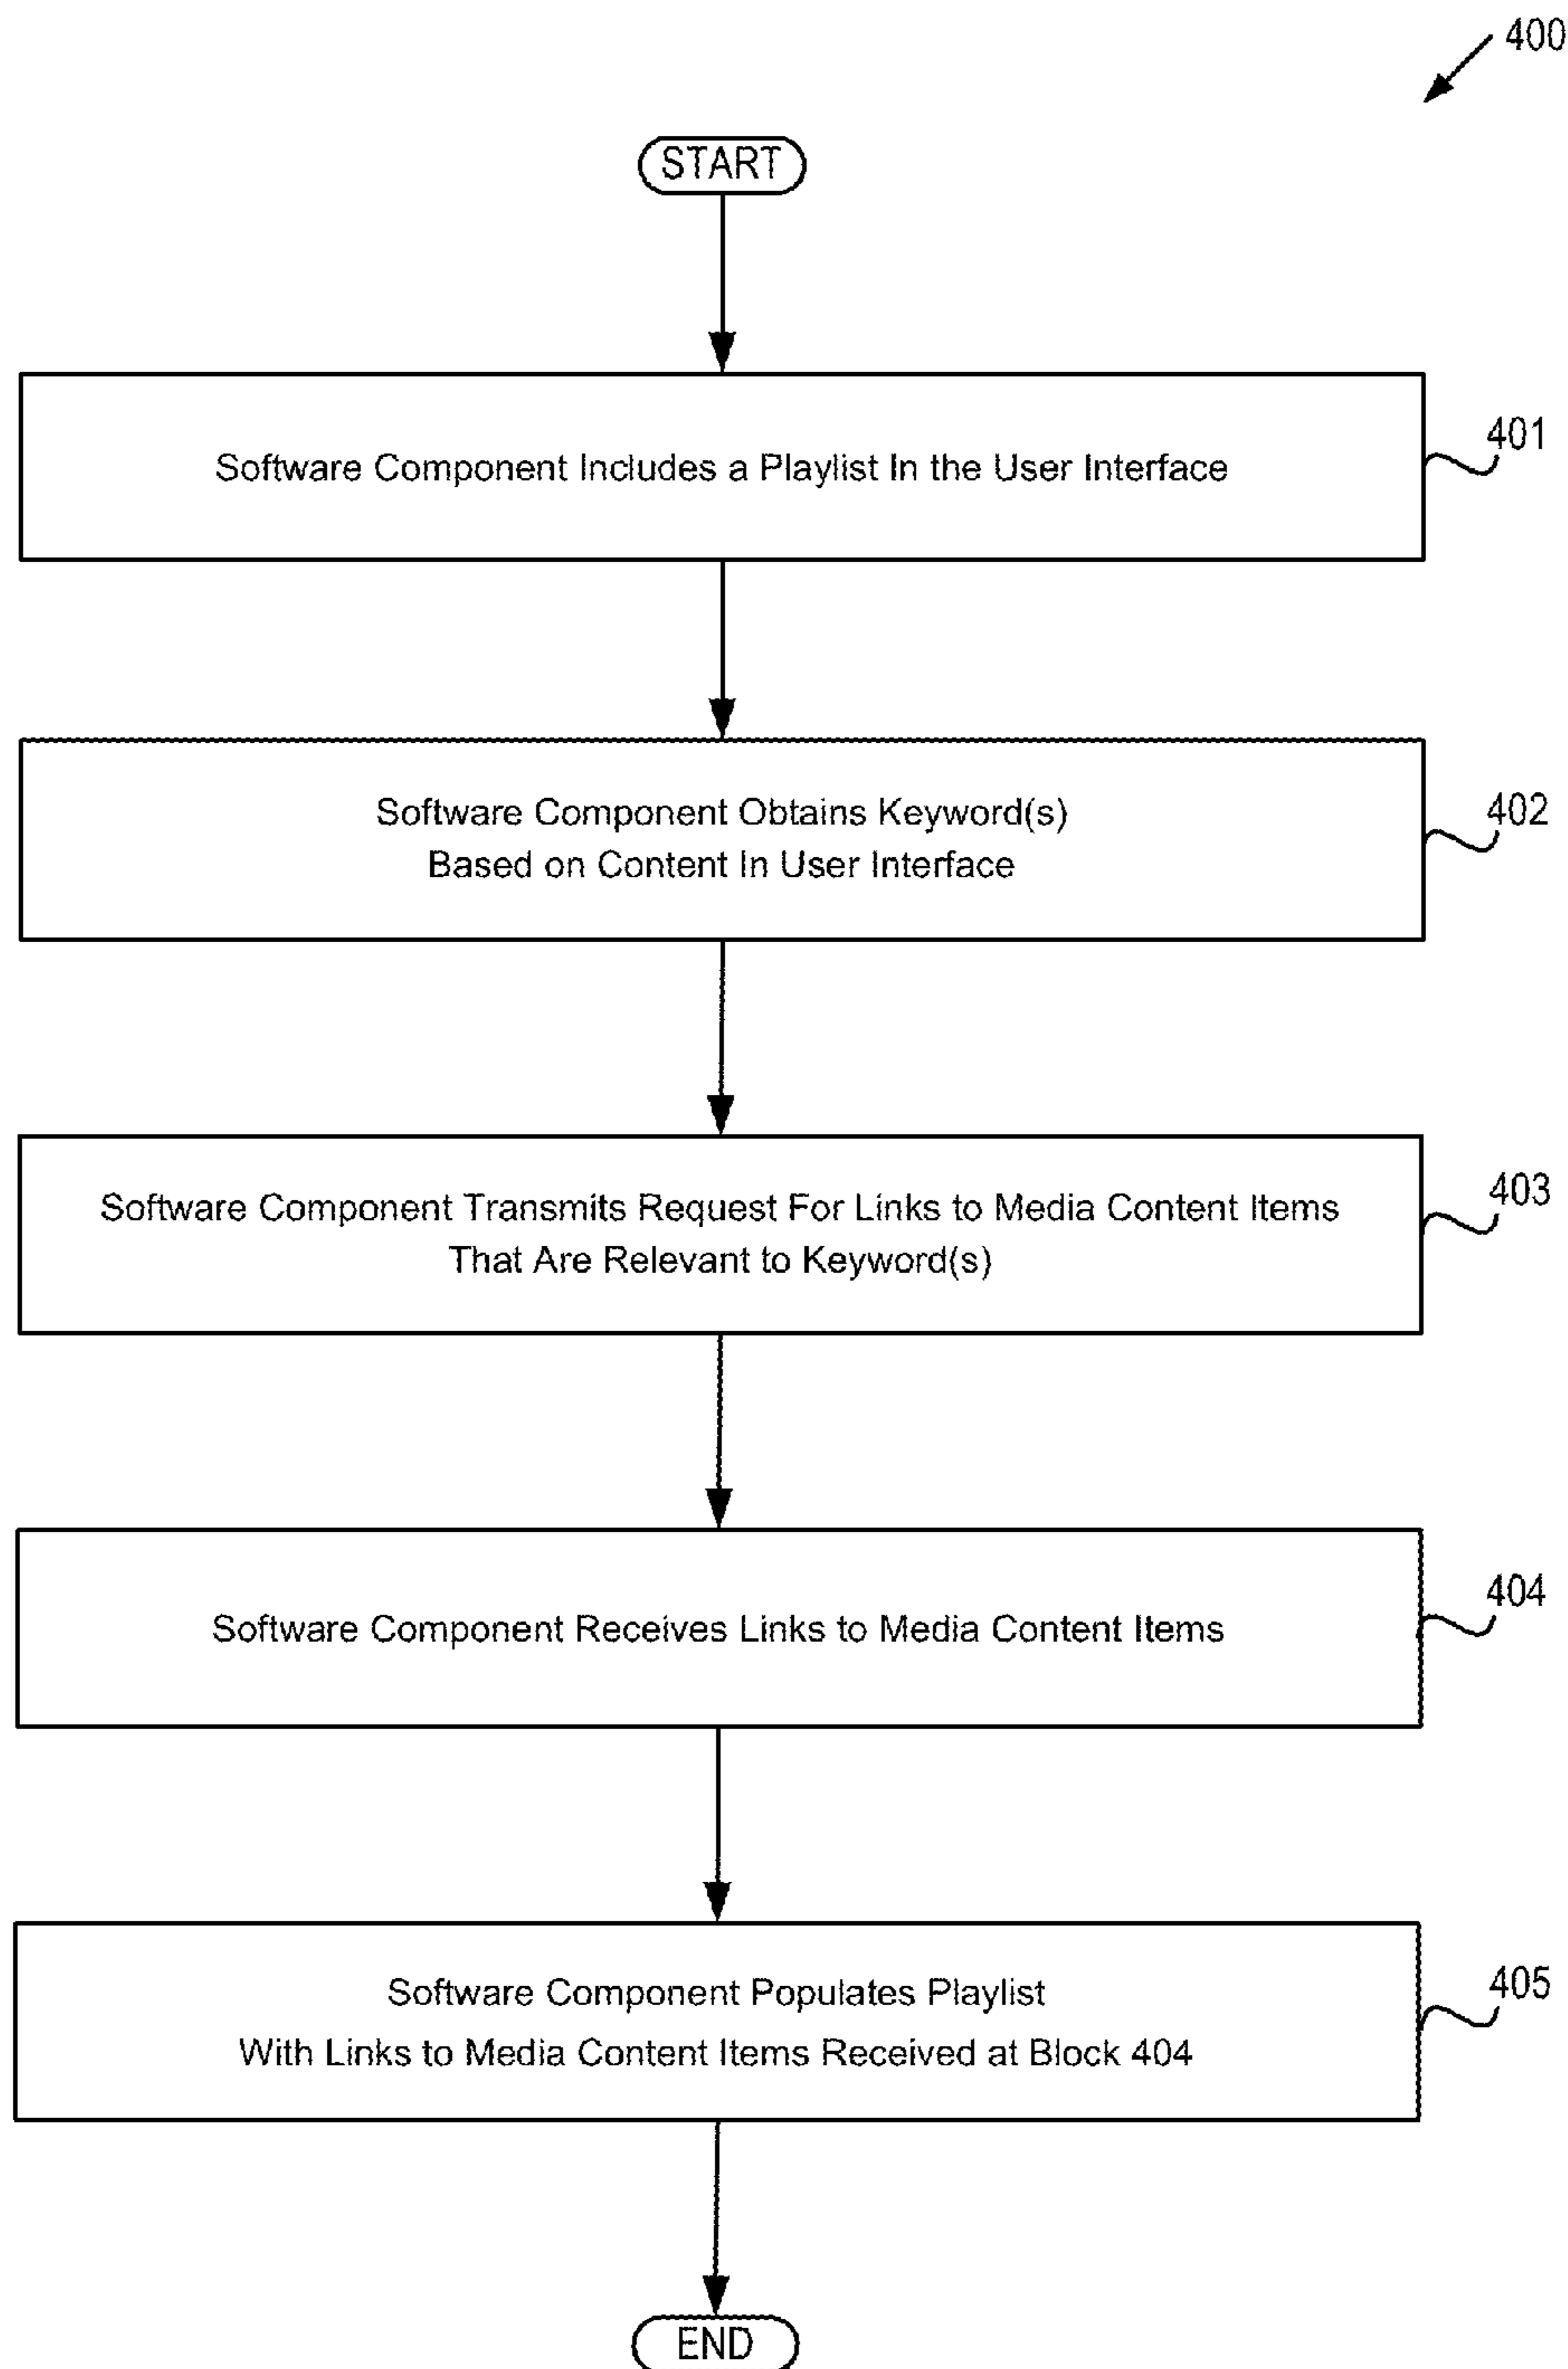 400
START
Software Component Includes a Playlist In the User Interface
401
Software Component Obtains Keyword(s)
Based on Content In User Interface
402
Software Component Transmits Request For Links to Media Content Items
That Are Relevant to Keyword(s)
403
Software Component Receives Links to Media Content Items
404
Software Component Populates Playlist
With Links to Media Content Items Received at Block 404
405
END